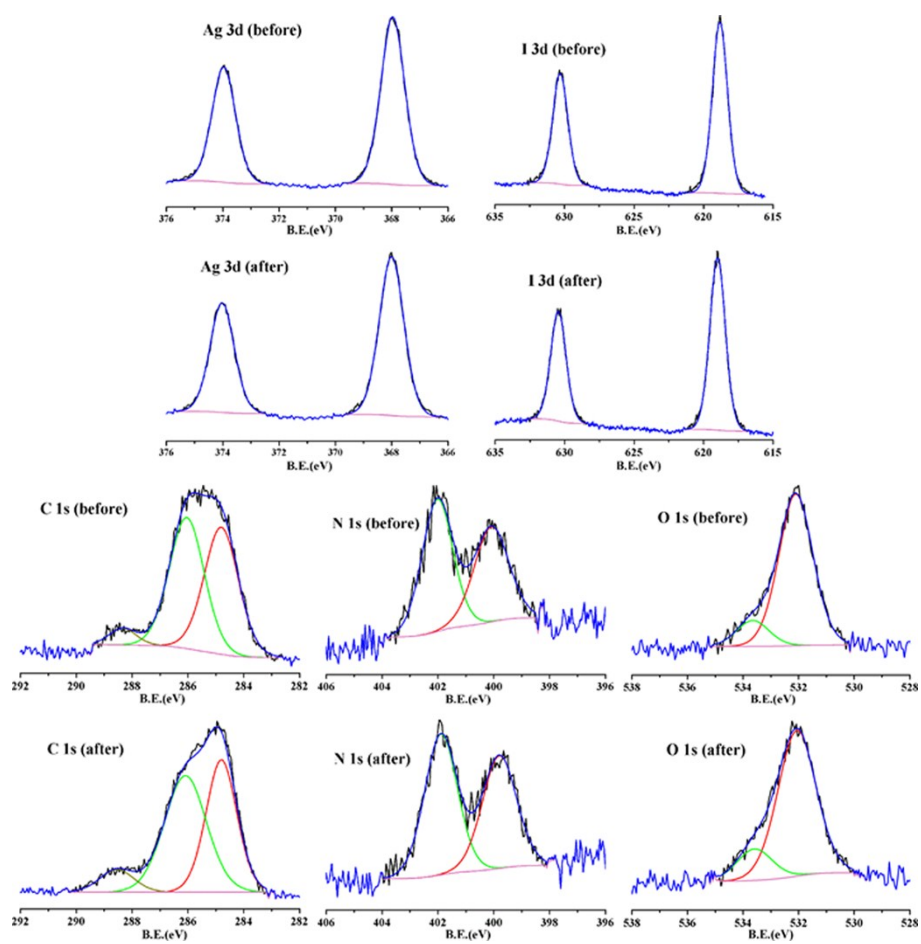 Ag 3d (before)
I 3d (before)
376 374 372 370 368 366
B.E.(eV)
635 630 625 620 615
B.E.(eV)
Ag 3d (after)
I 3d (after)
376 374 372 370 368 366
B.E.(eV)
635 630 625 620 615
B.E.(eV)
C 1s (before)
N 1s (before)
O 1s (before)
292 290 288 286 284 282
B.E.(eV)
406 404 402 400 398 396
B.E.(eV)
538 536 534 532 530 528
B.E.(eV)
C 1s (after)
N 1s (after)
O 1s (after)
292 290 288 286 284 282
B.E.(eV)
406 404 402 400 398 396
B.E.(eV)
538 536 534 532 530 528
B.E.(eV)